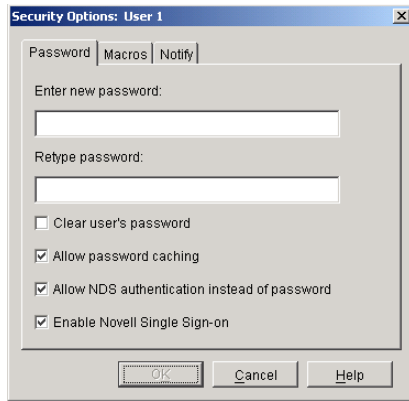 Security Options: User 1
Password Macros Notify
Enter new password:
Retype password:
Clear user's password
Allow password caching
Allow NDS authentication instead of password
Enable Novell Single Sign-on
OK Cancel Help